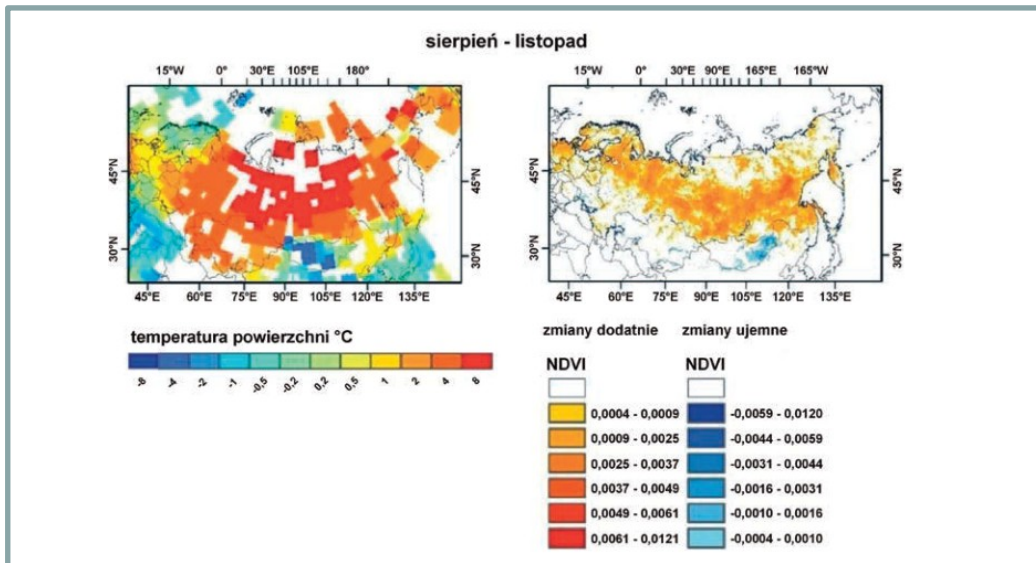 sierpień - listopad
15°W 0° 30°E 105°E 180°
15°W 0° 30°E 90°E 165°E 165°W
45°N 45°N 45°N 45°N
30°N 30°N 30°N 30°N
45°E 60°E 75°E 90°E 105°E 120°E 135°E
45°E 60°E 75°E 90°E 105°E 120°E 135°E
temperatura powierzchni °C
-8 -4 -2 -1 -0,5 -0,2 0,2 0,5 1 2 4 8
zmiany dodatnie zmiany ujemne
NDVI NDVI
0,0004 - 0,0009 -0,0059 - 0,0120
0,0009 - 0,0025 -0,0044 - 0,0059
0,0025 - 0,0037 -0,0031 - 0,0044
0,0037 - 0,0049 -0,0016 - 0,0031
0,0049 - 0,0061 -0,0010 - 0,0016
0,0061 - 0,0121 -0,0004 - 0,0010